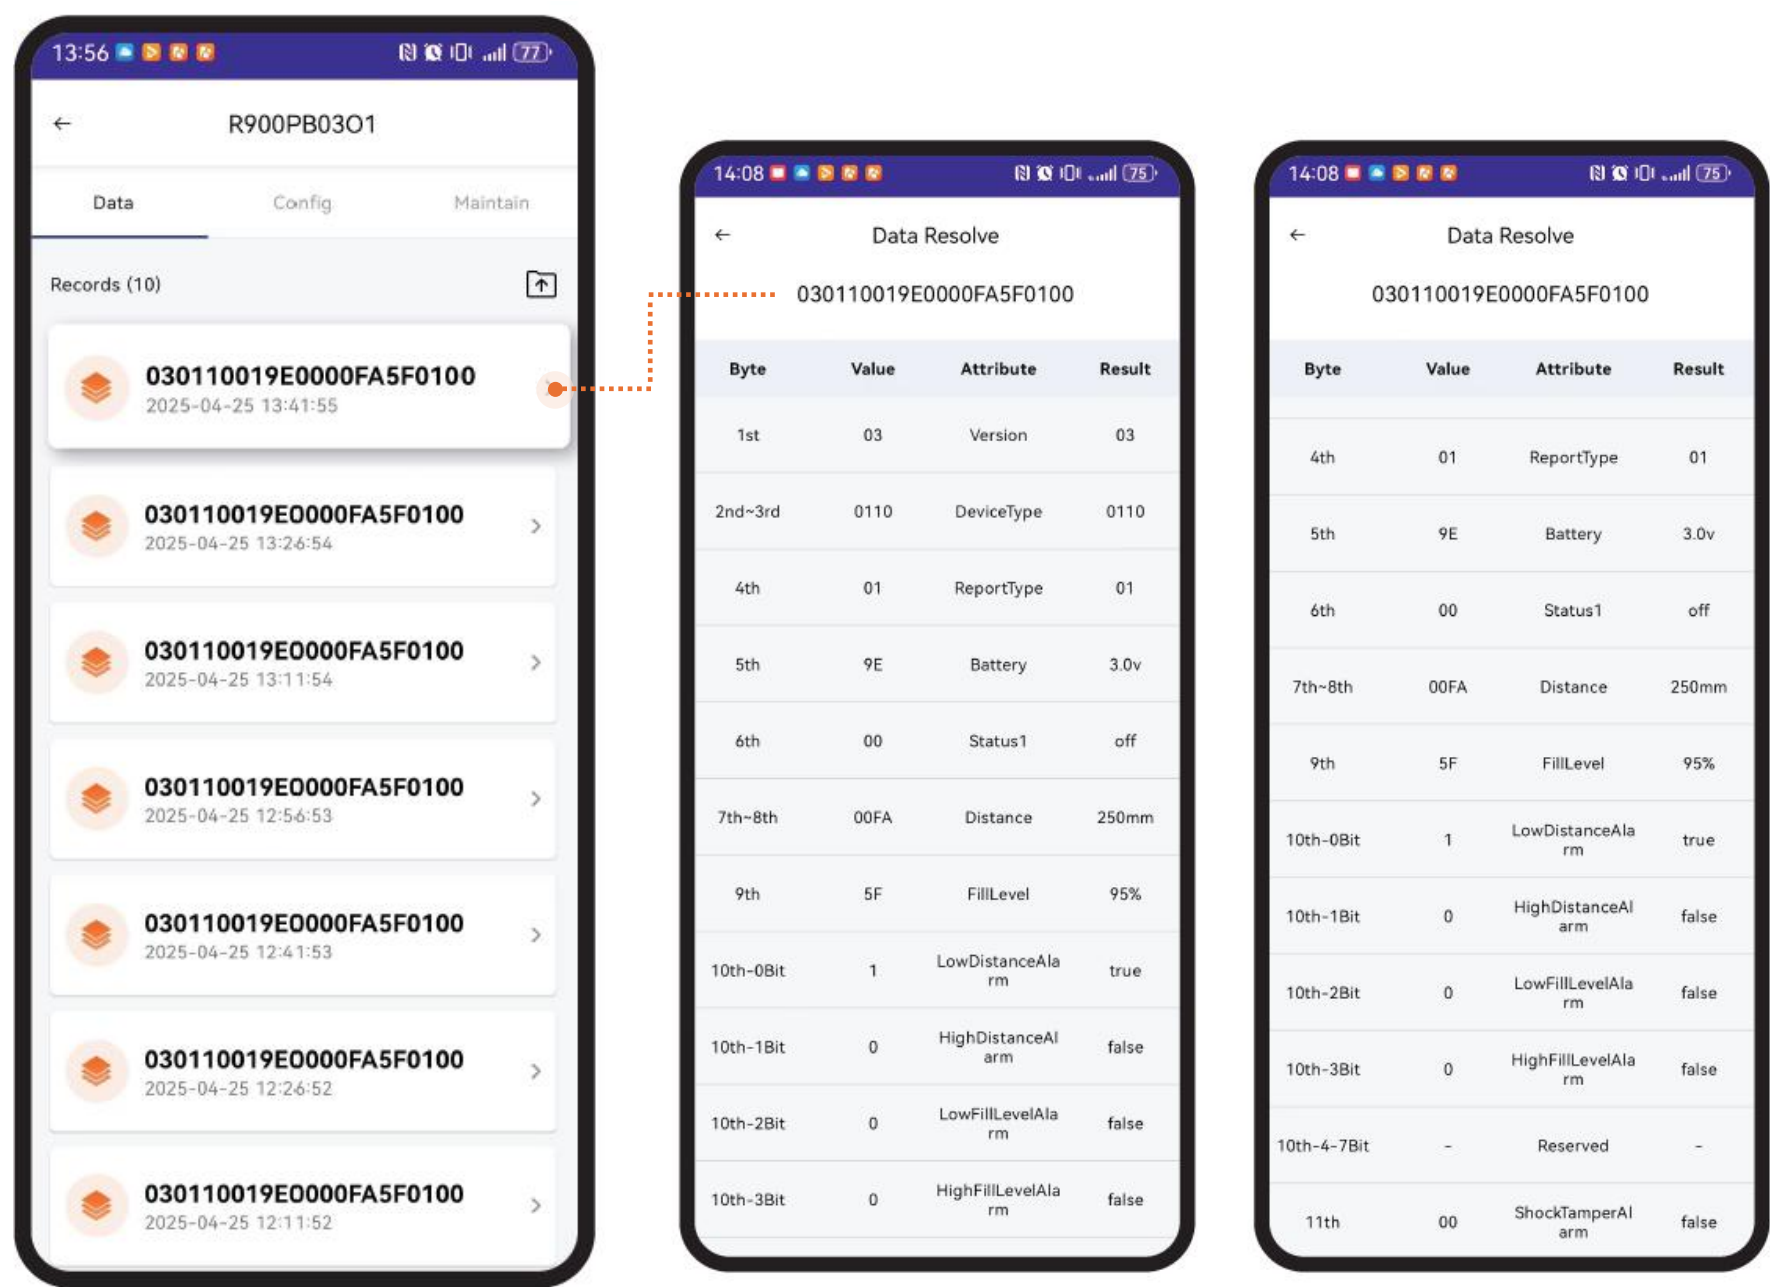 13:56 77
R900PB03O1
Data Config Maintain
Records (10)
030110019E0000FA5F0100
2025-04-25 13:41:55
030110019E0000FA5F0100
2025-04-25 13:26:54
030110019E0000FA5F0100
2025-04-25 13:11:54
030110019E0000FA5F0100
2025-04-25 12:56:53
030110019E0000FA5F0100
2025-04-25 12:41:53
030110019E0000FA5F0100
2025-04-25 12:26:52
030110019E0000FA5F0100
2025-04-25 12:11:52
14:08 75
Data Resolve
030110019E0000FA5F0100
Byte Value Attribute Result
1st 03 Version 03
2nd~3rd 0110 DeviceType 0110
4th 01 ReportType 01
5th 9E Battery 3.0v
6th 00 Status1 off
7th~8th 00FA Distance 250mm
9th 5F FillLevel 95%
10th-0Bit 1 LowDistanceAla
rm true
10th-1Bit 0 HighDistanceAl
arm false
10th-2Bit 0 LowFillLevelAla
rm false
10th-3Bit 0 HighFillLevelAla
rm false
14:08 75
Data Resolve
030110019E0000FA5F0100
Byte Value Attribute Result
4th 01 ReportType 01
5th 9E Battery 3.0v
6th 00 Status1 off
7th~8th 00FA Distance 250mm
9th 5F FillLevel 95%
10th-0Bit 1 LowDistanceAla
rm true
10th-1Bit 0 HighDistanceAl
arm false
10th-2Bit 0 LowFillLevelAla
rm false
10th-3Bit 0 HighFillLevelAla
rm false
10th-4-7Bit - Reserved -
11th 00 ShockTamperAl
arm false